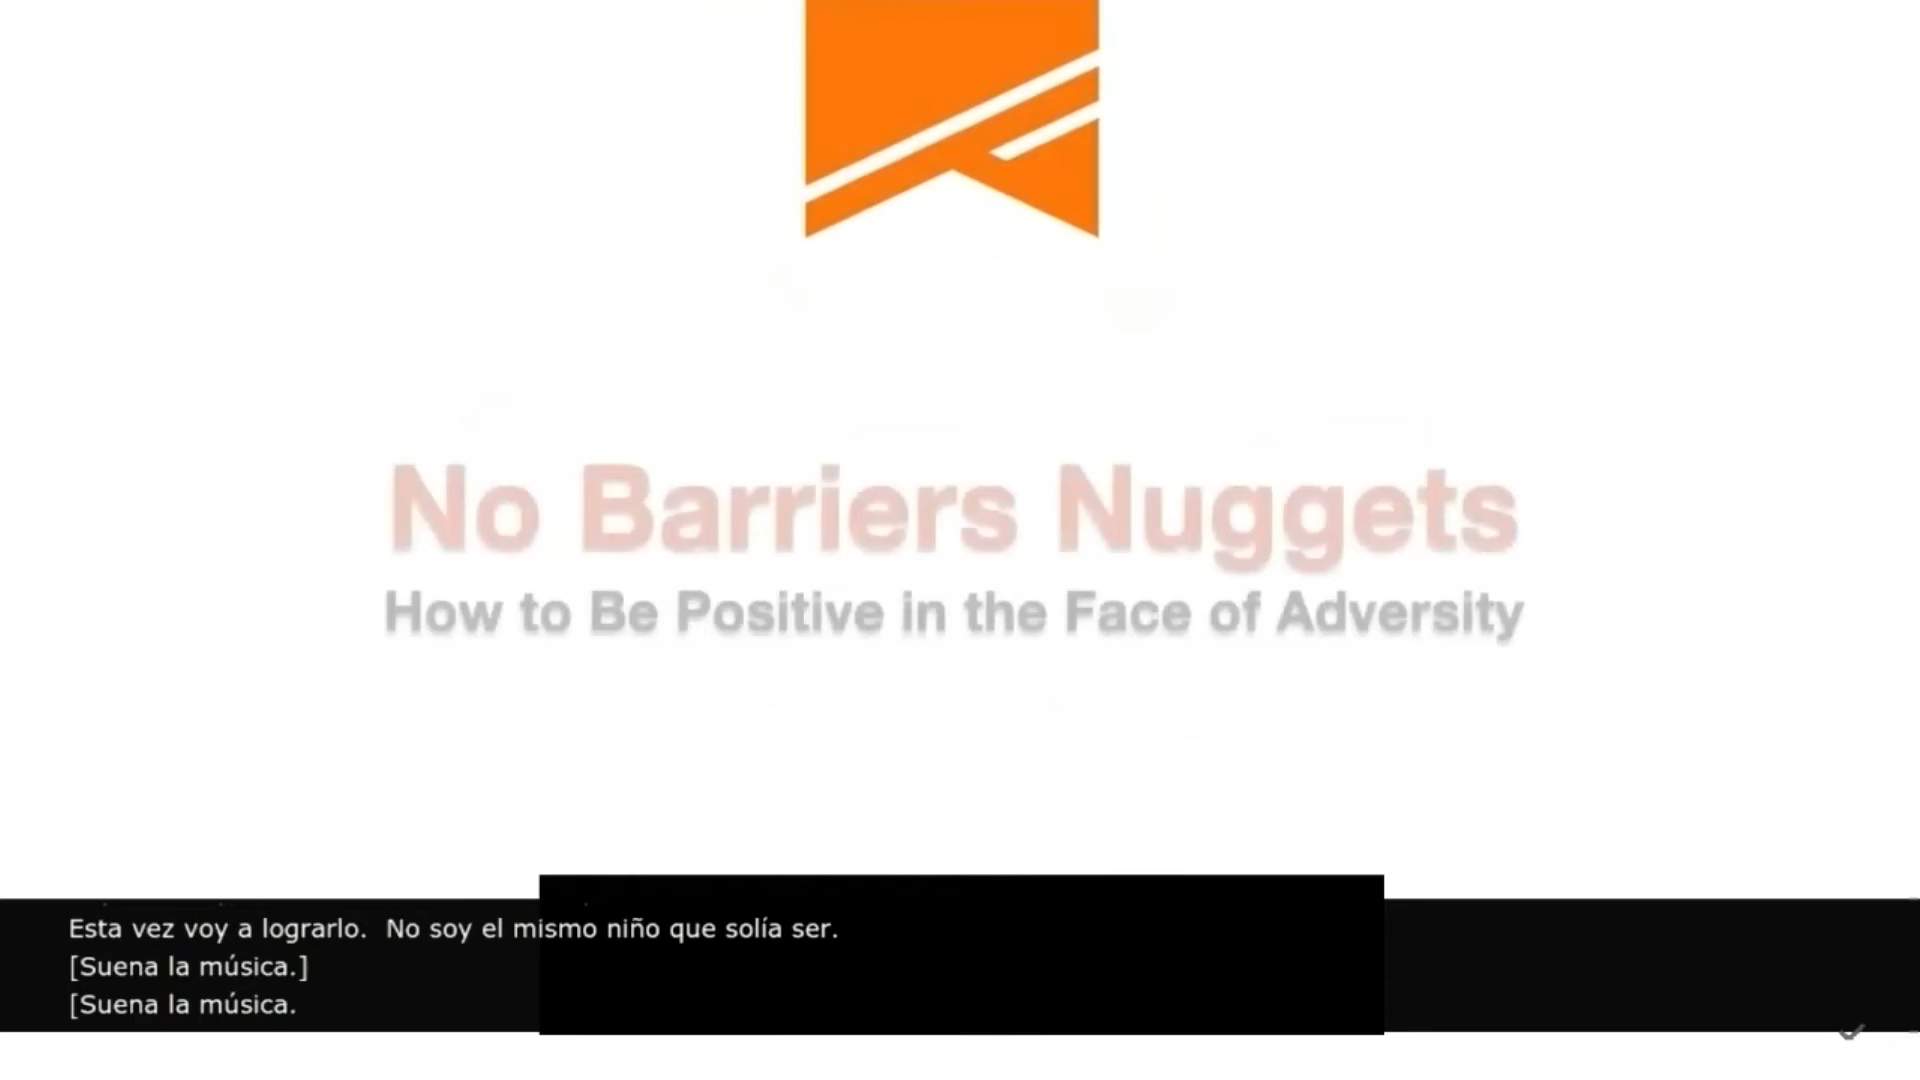 No Barriers Nuggets
How to Be Positive in the Face of Adversity
Esta vez voy a lograrlo.  No soy el mismo niño que solía ser.
[Suena la música.]
[Suena la música.